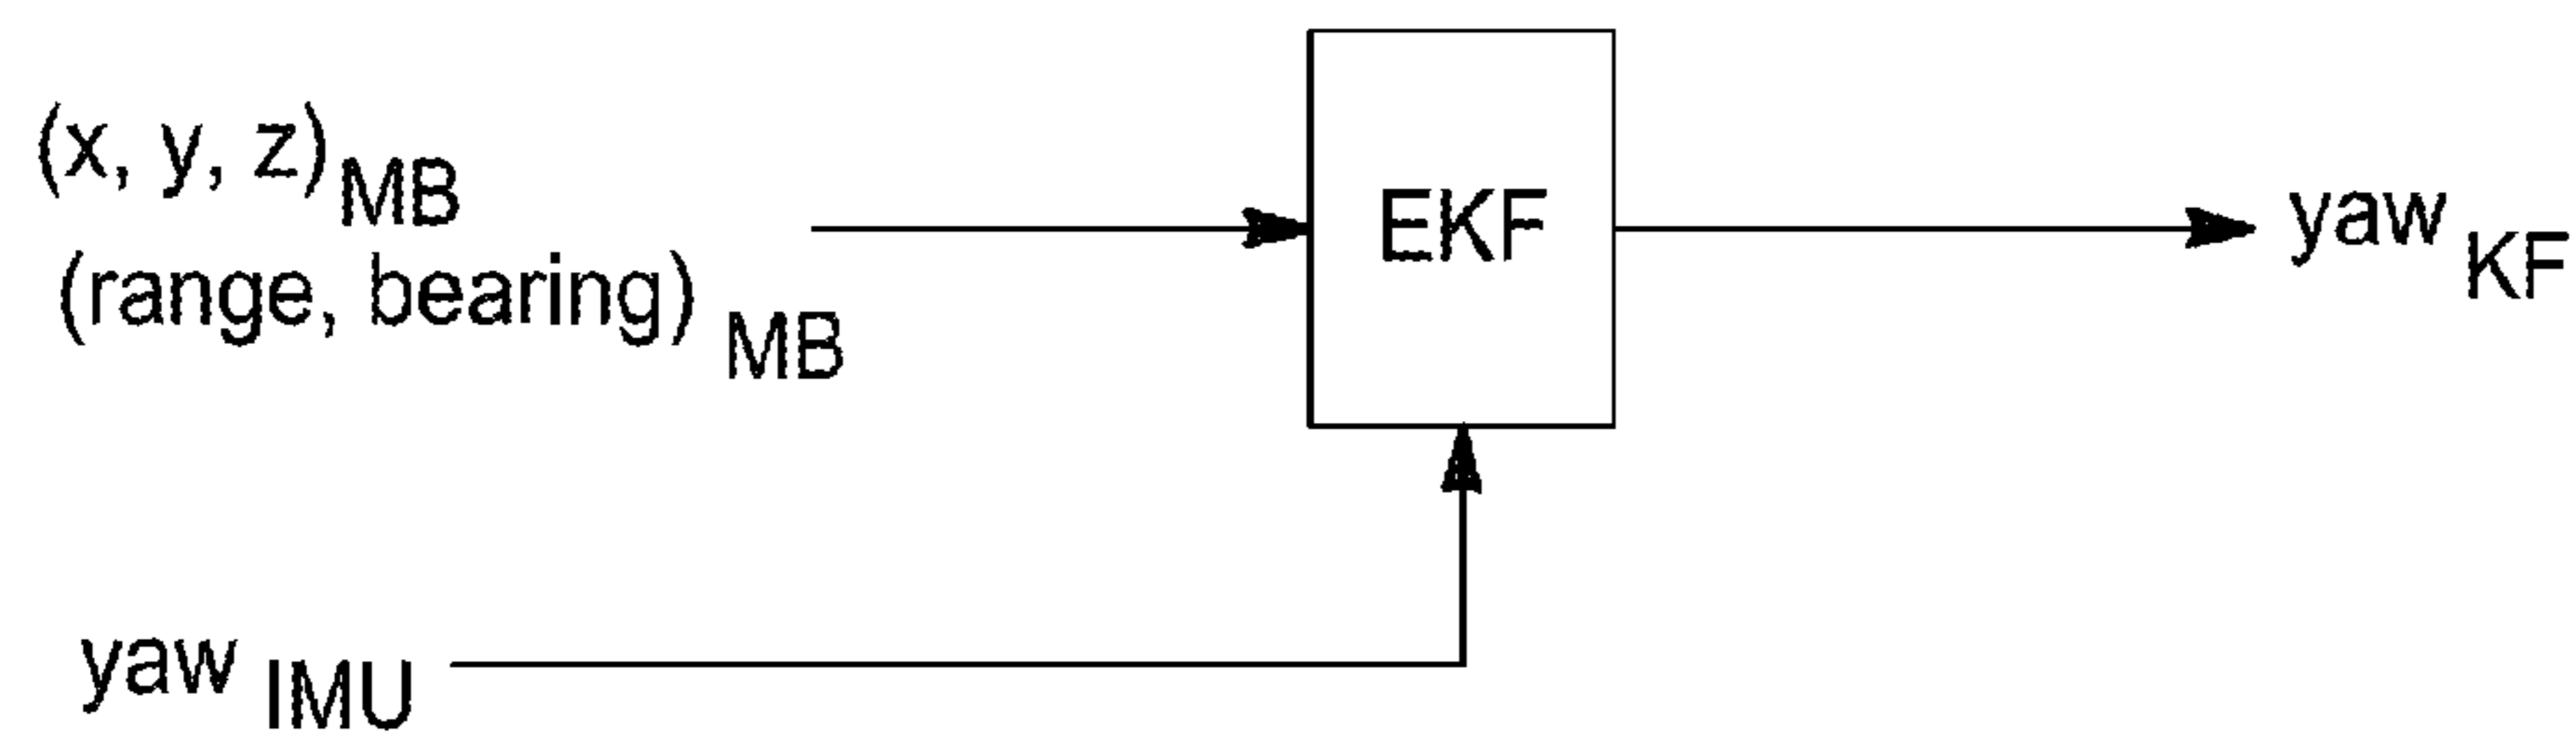 (x, y, z) MB
(range, bearing) MB
EKF
yaw KF
yaw IMU